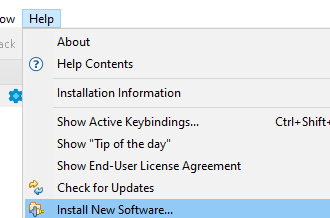 ow Help
ack
About
Help Contents
Installation Information
Show Active Keybindings... Ctrl+Shift+
Show "Tip of the day"
Show End-User License Agreement
Check for Updates
Install New Software...